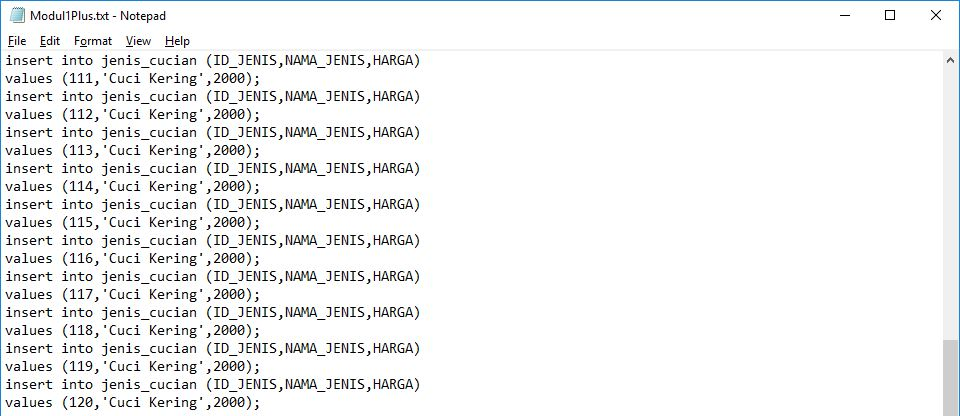 Modul1Plus.txt - Notepad
File Edit Format View Help
insert into jenis_cucian (ID_JENIS,NAMA_JENIS,HARGA)
values (111,'Cuci Kering',2000);
insert into jenis_cucian (ID_JENIS,NAMA_JENIS,HARGA)
values (112,'Cuci Kering',2000);
insert into jenis_cucian (ID_JENIS,NAMA_JENIS,HARGA)
values (113,'Cuci Kering',2000);
insert into jenis_cucian (ID_JENIS,NAMA_JENIS,HARGA)
values (114,'Cuci Kering',2000);
insert into jenis_cucian (ID_JENIS,NAMA_JENIS,HARGA)
values (115,'Cuci Kering',2000);
insert into jenis_cucian (ID_JENIS,NAMA_JENIS,HARGA)
values (116,'Cuci Kering',2000);
insert into jenis_cucian (ID_JENIS,NAMA_JENIS,HARGA)
values (117,'Cuci Kering',2000);
insert into jenis_cucian (ID_JENIS,NAMA_JENIS,HARGA)
values (118,'Cuci Kering',2000);
insert into jenis_cucian (ID_JENIS,NAMA_JENIS,HARGA)
values (119,'Cuci Kering',2000);
insert into jenis_cucian (ID_JENIS,NAMA_JENIS,HARGA)
values (120,'Cuci Kering',2000);